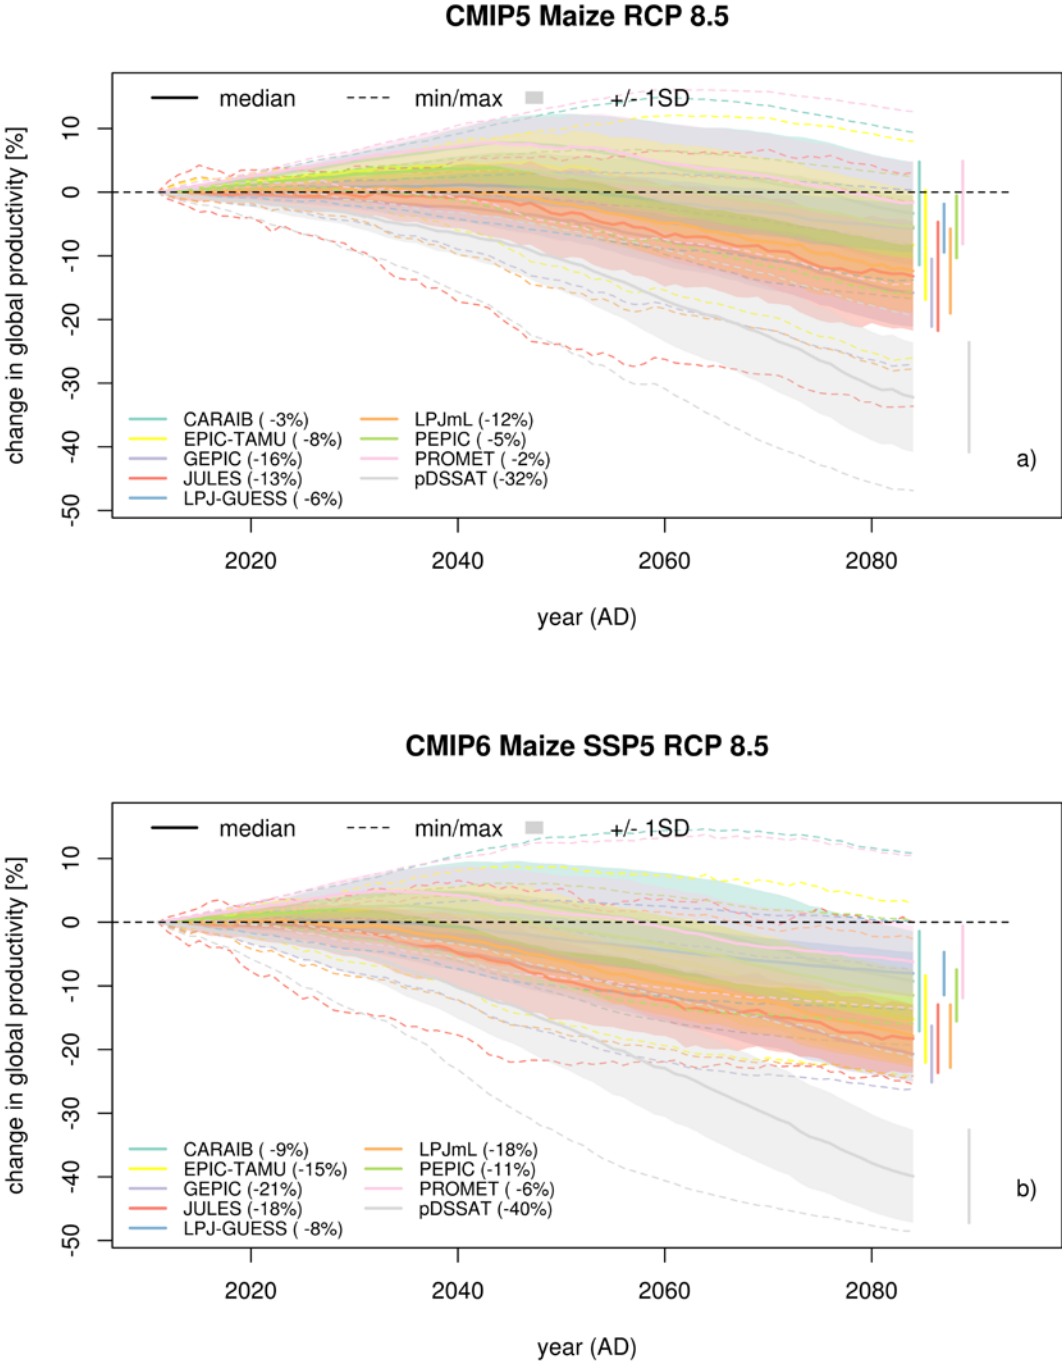 CMIP5 Maize RCP 8.5
median min/max +/- 1SD
change in global productivity [%]
10
0
-10
-20
-30
-40
-50
CARAIB ( -3%) LPJmL (-12%)
EPIC-TAMU ( -8%) PEPIC ( -5%)
GEPIC (-16%) PROMET ( -2%)
JULES (-13%) pDSSAT (-32%)
LPJ-GUESS ( -6%)
a)
2020 2040 2060 2080
year (AD)
CMIP6 Maize SSP5 RCP 8.5
median min/max +/- 1SD
change in global productivity [%]
10
0
-10
-20
-30
-40
-50
CARAIB ( -9%) LPJmL (-18%)
EPIC-TAMU (-15%) PEPIC (-11%)
GEPIC (-21%) PROMET ( -6%)
JULES (-18%) pDSSAT (-40%)
LPJ-GUESS ( -8%)
b)
2020 2040 2060 2080
year (AD)